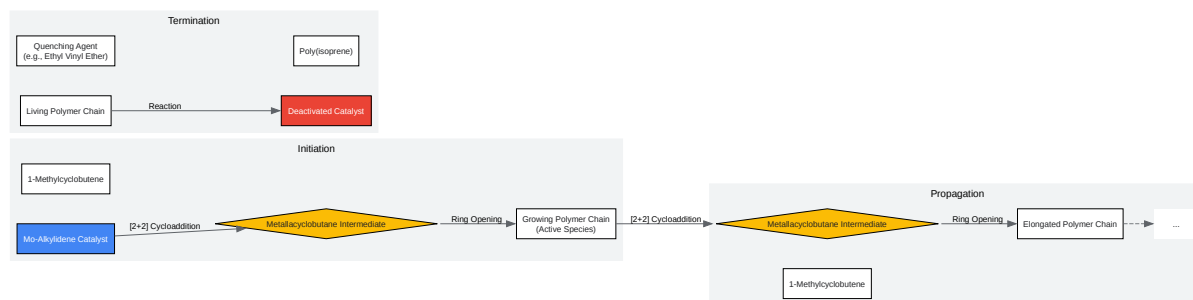 Termination
Quenching Agent
(e.g., Ethyl Vinyl Ether)
Poly(isoprene)
Living Polymer Chain
Reaction
Deactivated Catalyst
Initiation
1-Methylcyclobutene
Mo-Alkylidene Catalyst
[2+2] Cycloaddition
Metallacyclobutane Intermediate
Ring Opening
Growing Polymer Chain
(Active Species)
[2+2] Cycloaddition
Propagation
Metallacyclobutane Intermediate
Ring Opening
Elongated Polymer Chain
...
1-Methylcyclobutene